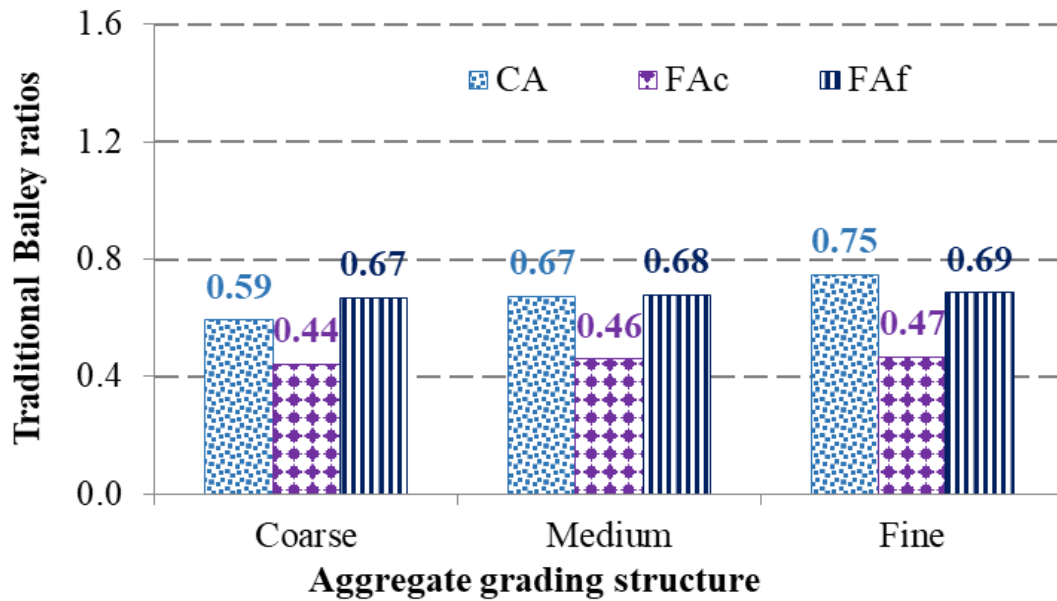 Traditional Bailey ratios
1.6
1.2
0.8
0.4
0.0
CA FAc FAf
0.59 0.44 0.67
0.67 0.46 0.68
0.75 0.47 0.69
Coarse Medium Fine
Aggregate grading structure